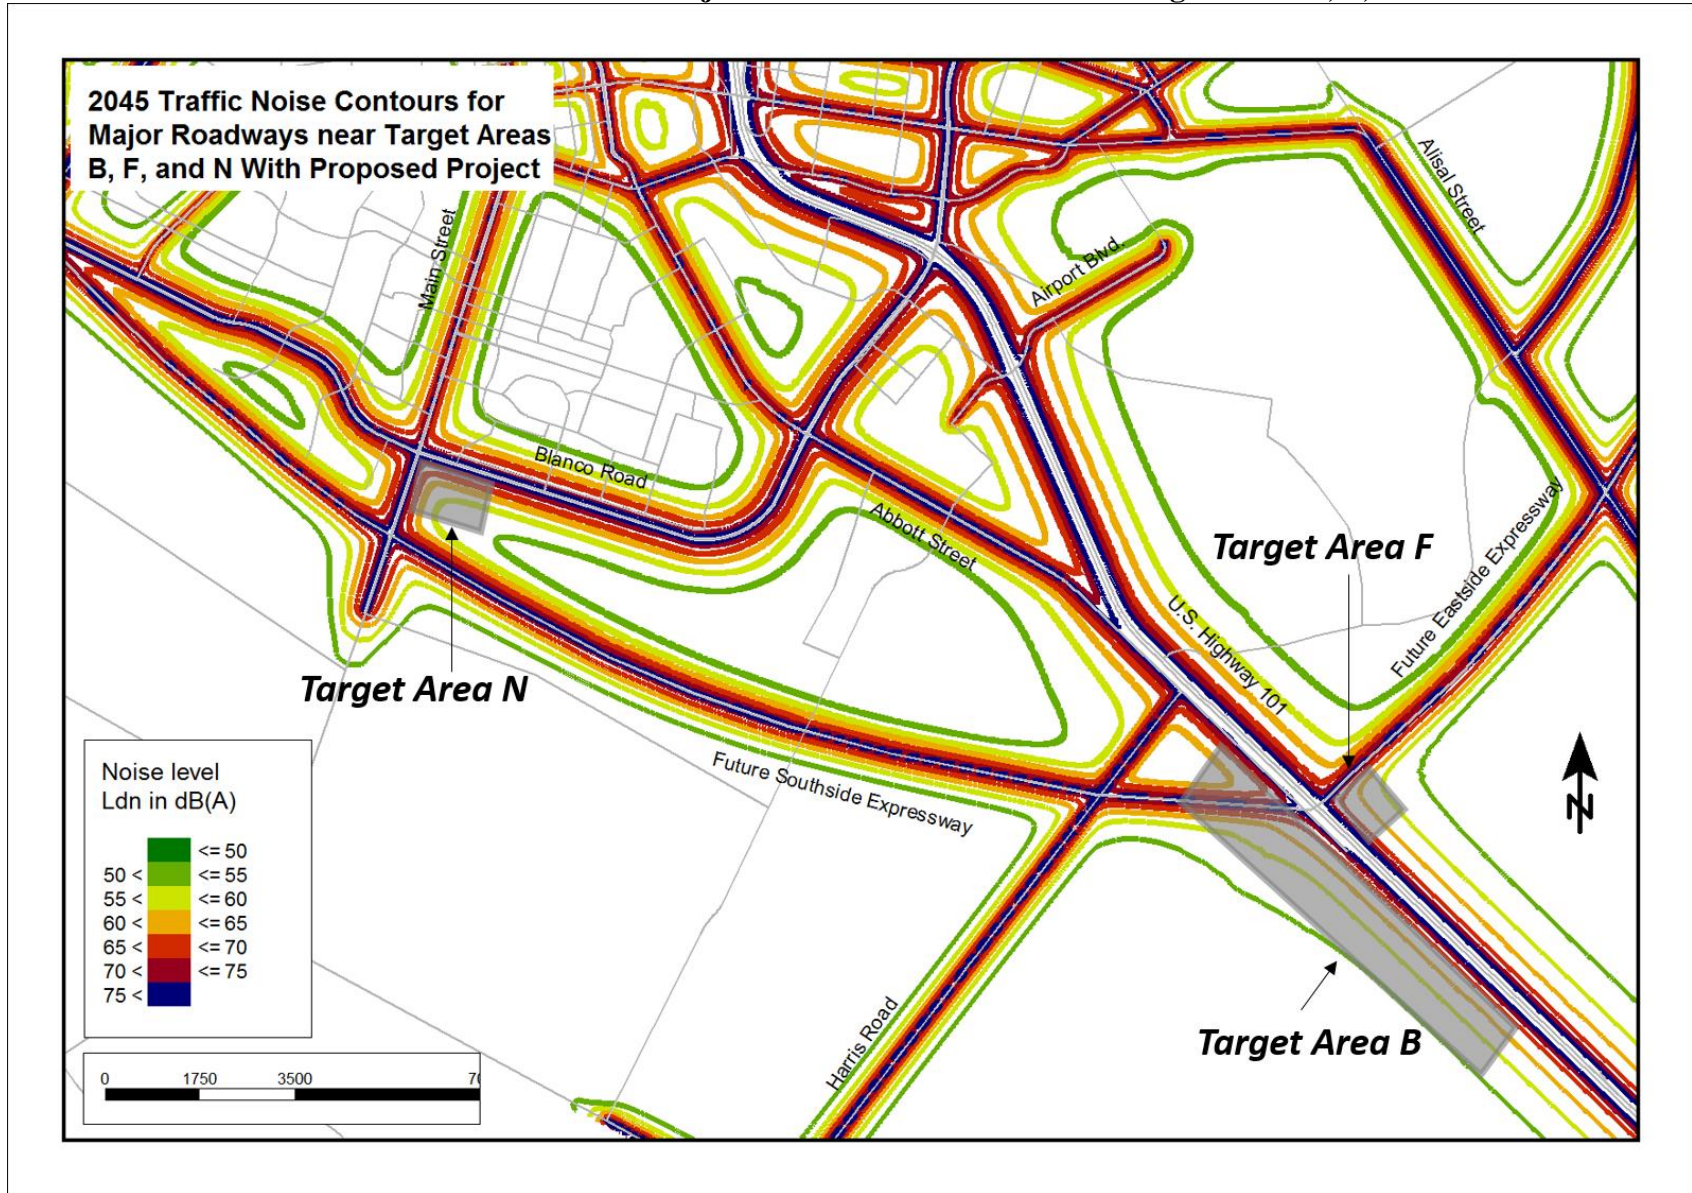 2045 Traffic Noise Contours for
Major Roadways near Target Areas
B, F, and N With Proposed Project
Main Street
Alisal Street
Airport Blvd.
Blanco Road
Abbott Street
Target Area F
Future Eastside Expressway
U.S. Highway 101
Target Area N
Future Southside Expressway
Noise level
Ldn in dB(A)
<= 50
50 < <= 55
55 < <= 60
60 < <= 65
65 < <= 70
70 < <= 75
75 <
N
Harris Road
Target Area B
0 1750 3500